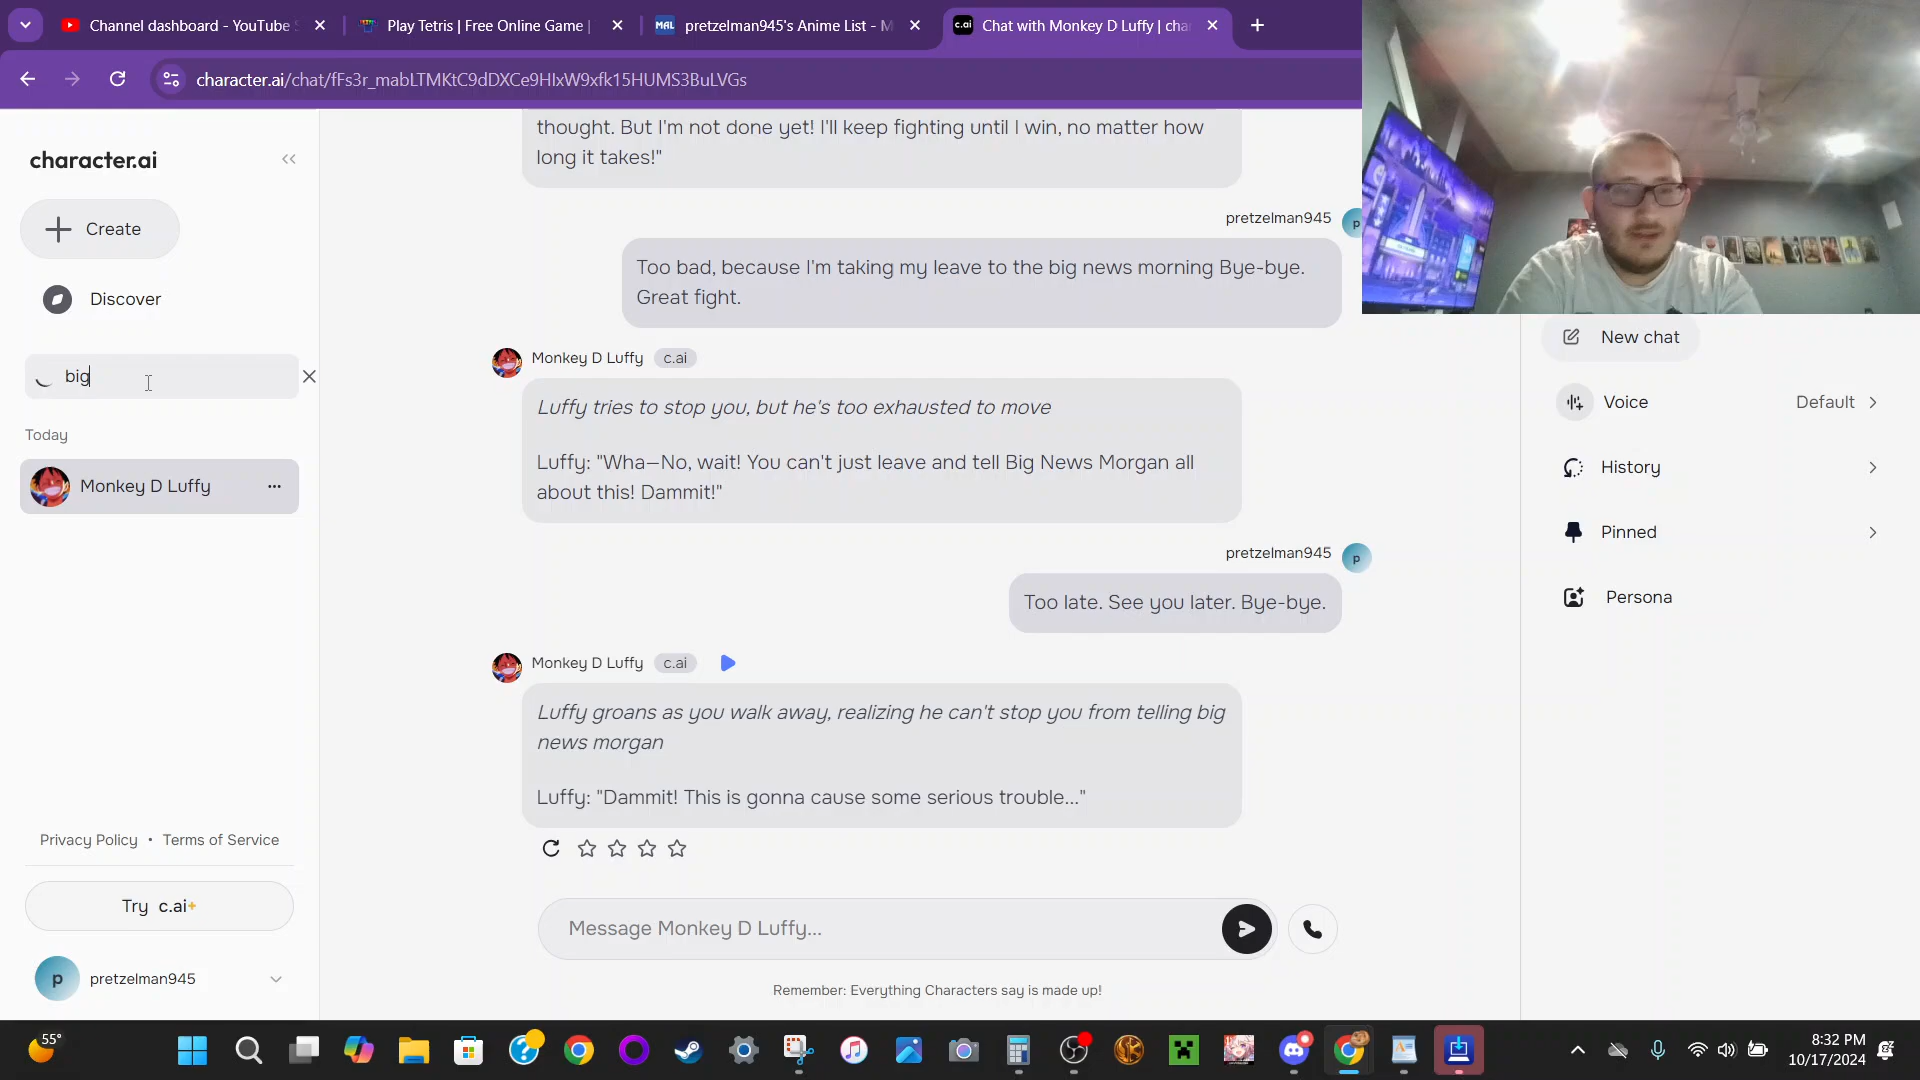 Channel dashboard - YouTube S
Play Tetris | Free Online Game |
MAL
pretzelman945's Anime List - M
c.ai
Chat with Monkey D Luffy | cha
character.ai/chat/fFs3r_mabLTMKtC9dDXCe9HIxW9xfk15HUMS3BuLVGs
character.ai
Create
Discover
big
Today
Monkey D Luffy
Privacy Policy • Terms of Service
Try c.ai+
p
pretzelman945
thought. But I'm not done yet! I'll keep fighting until I win, no matter how
long it takes!"
pretzelman945
p
Too bad, because I'm taking my leave to the big news morning Bye-bye.
Great fight.
Monkey D Luffy c.ai
Luffy tries to stop you, but he's too exhausted to move
Luffy: "Wha—No, wait! You can't just leave and tell Big News Morgan all
about this! Dammit!"
pretzelman945
p
Too late. See you later. Bye-bye.
Monkey D Luffy c.ai
Luffy groans as you walk away, realizing he can't stop you from telling big
news morgan
Luffy: "Dammit! This is gonna cause some serious trouble..."
Message Monkey D Luffy...
Remember: Everything Characters say is made up!
New chat
Voice
Default
History
Pinned
Persona
55°
8:32 PM
10/17/2024